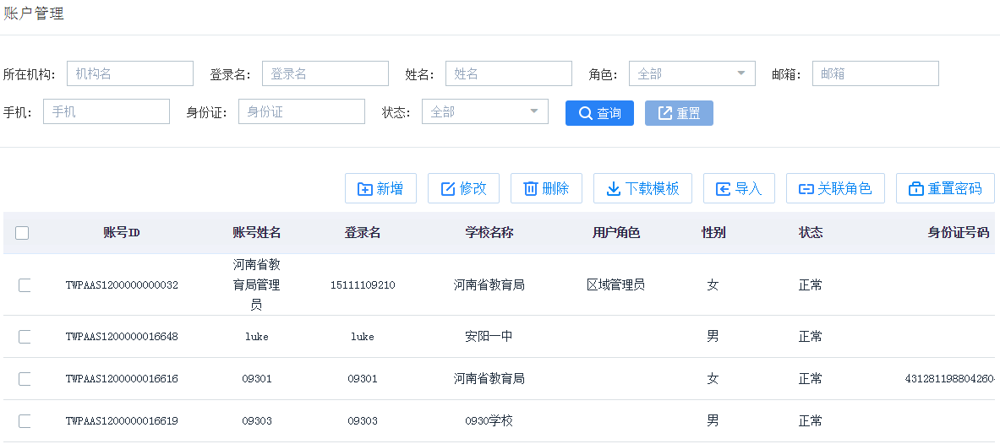 账户管理
所在机构： 机构名 登录名： 登录名 姓名： 姓名 角色： 全部 邮箱： 邮箱
手机： 手机 身份证： 身份证 状态： 全部 查询 重置
新增 修改 删除 下载模板 导入 关联角色 重置密码
账号ID 账号姓名 登录名 学校名称 用户角色 性别 状态 身份证号码
TWPAAS1200000000032 河南省教育局管理员 15111109210 河南省教育局 区域管理员 女 正常
TWPAAS1200000016648 luke luke 安阳一中 男 正常
TWPAAS1200000016616 09301 09301 河南省教育局 女 正常 431281198804260
TWPAAS1200000016619 09303 09303 0930学校 男 正常